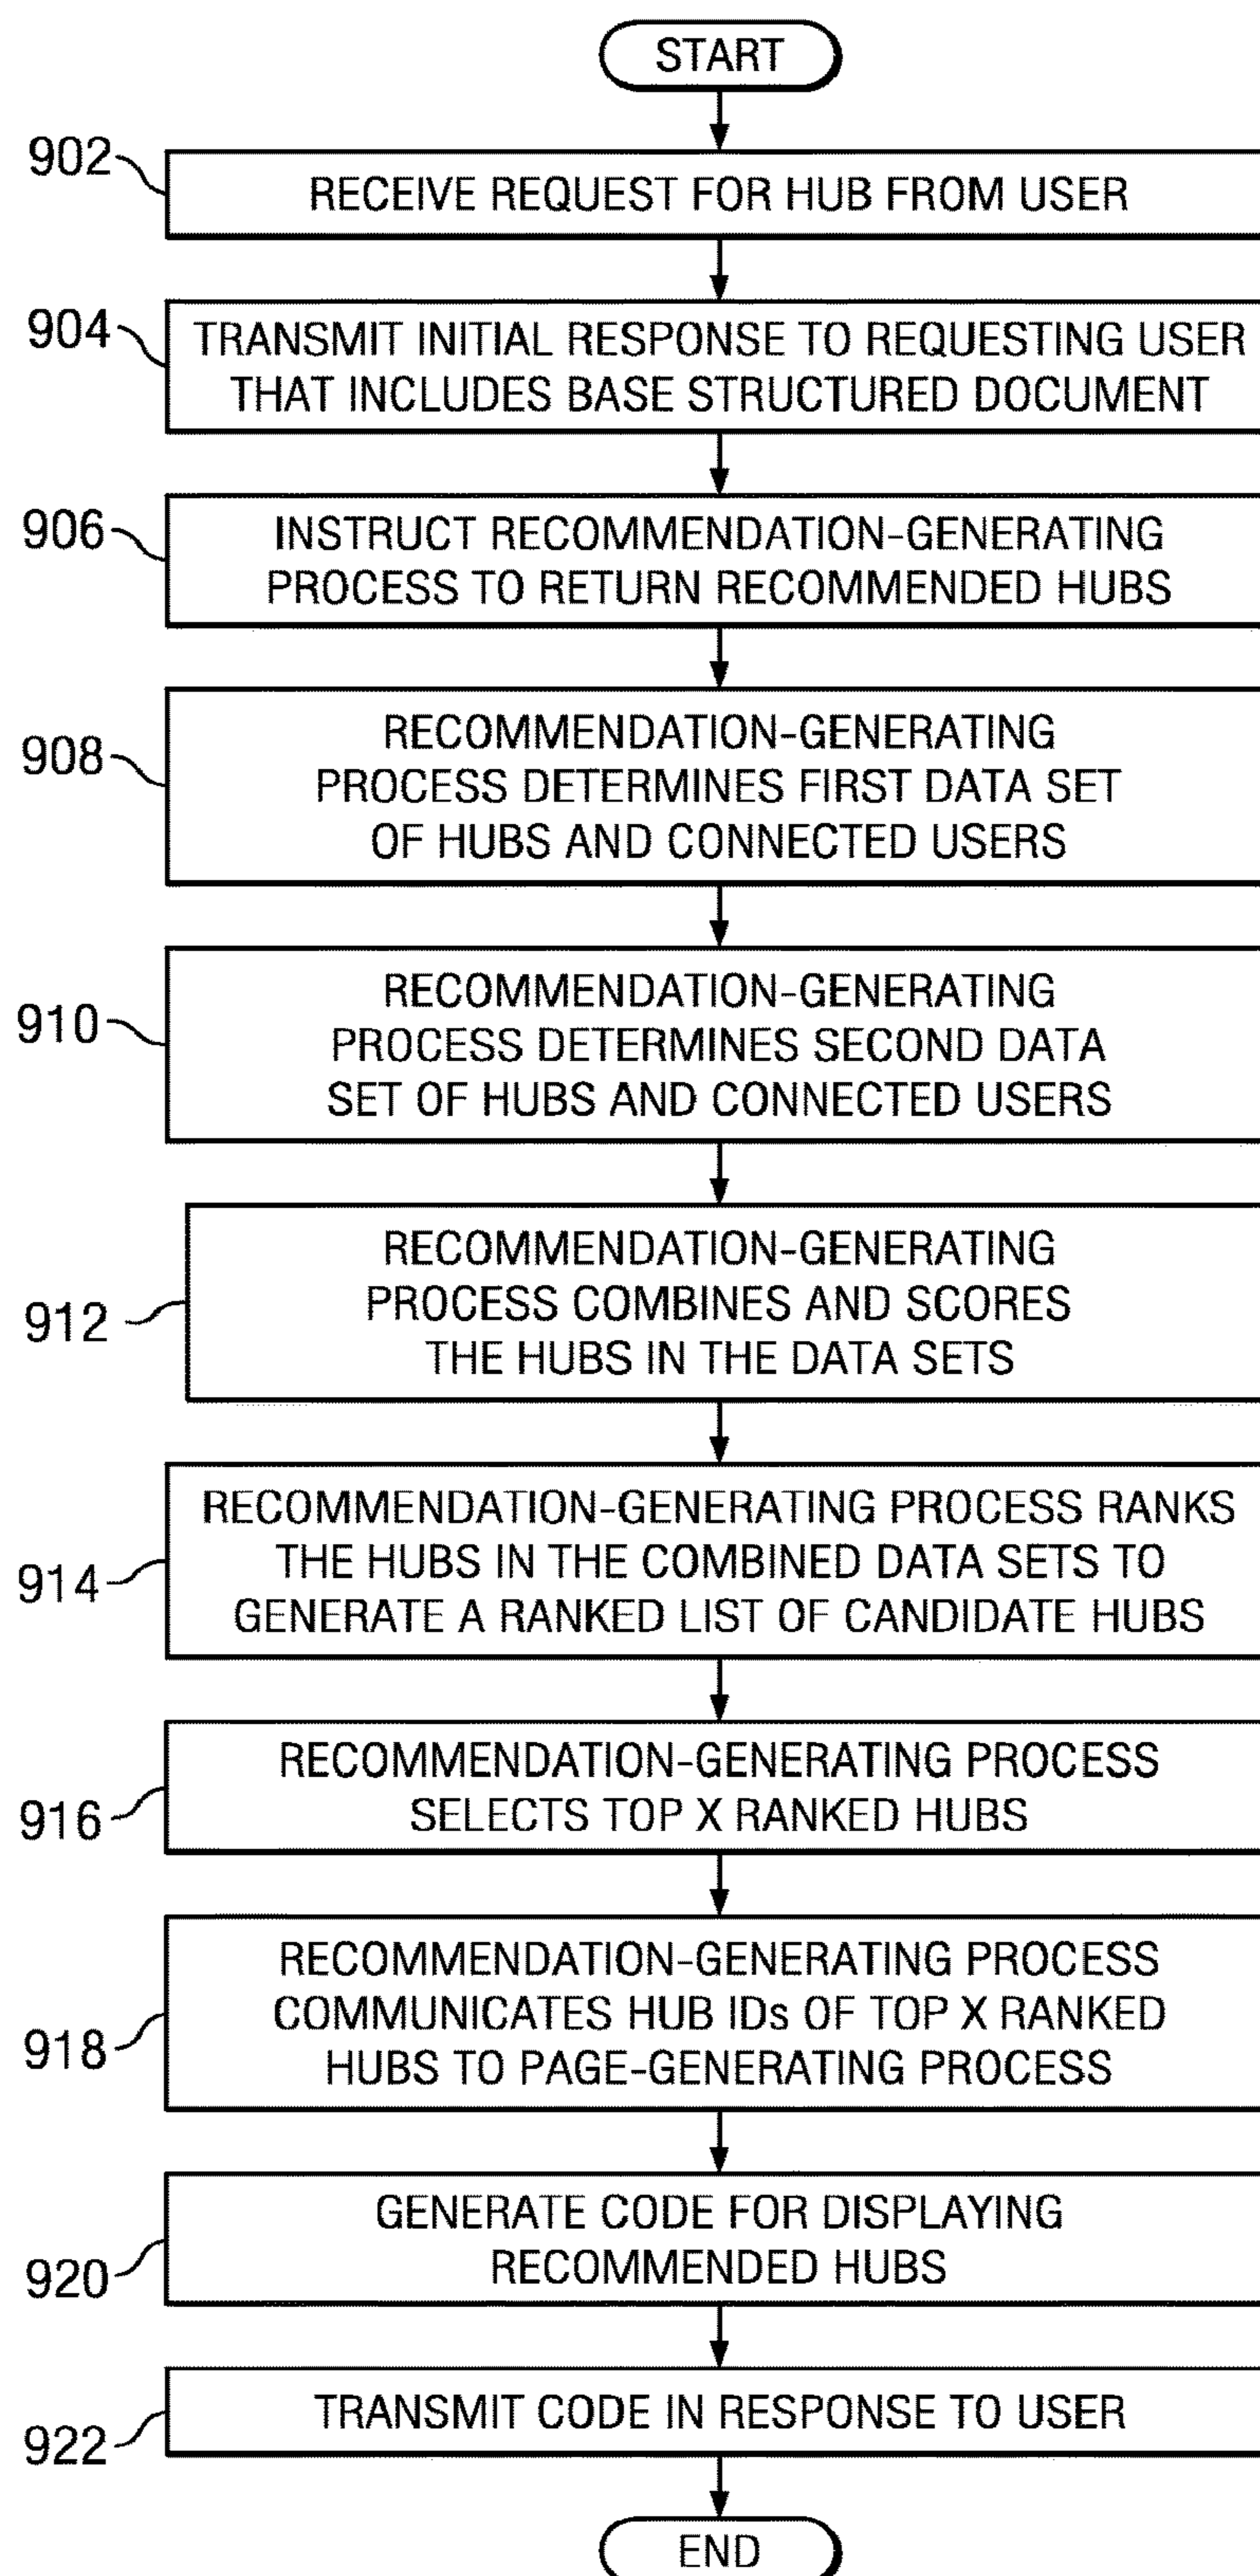 START
902
RECEIVE REQUEST FOR HUB FROM USER
904
TRANSMIT INITIAL RESPONSE TO REQUESTING USER
THAT INCLUDES BASE STRUCTURED DOCUMENT
906
INSTRUCT RECOMMENDATION-GENERATING
PROCESS TO RETURN RECOMMENDED HUBS
908
RECOMMENDATION-GENERATING
PROCESS DETERMINES FIRST DATA SET
OF HUBS AND CONNECTED USERS
910
RECOMMENDATION-GENERATING
PROCESS DETERMINES SECOND DATA
SET OF HUBS AND CONNECTED USERS
912
RECOMMENDATION-GENERATING
PROCESS COMBINES AND SCORES
THE HUBS IN THE DATA SETS
914
RECOMMENDATION-GENERATING PROCESS RANKS
THE HUBS IN THE COMBINED DATA SETS TO
GENERATE A RANKED LIST OF CANDIDATE HUBS
916
RECOMMENDATION-GENERATING PROCESS
SELECTS TOP X RANKED HUBS
918
RECOMMENDATION-GENERATING PROCESS
COMMUNICATES HUB IDs OF TOP X RANKED
HUBS TO PAGE-GENERATING PROCESS
920
GENERATE CODE FOR DISPLAYING
RECOMMENDED HUBS
922
TRANSMIT CODE IN RESPONSE TO USER
END